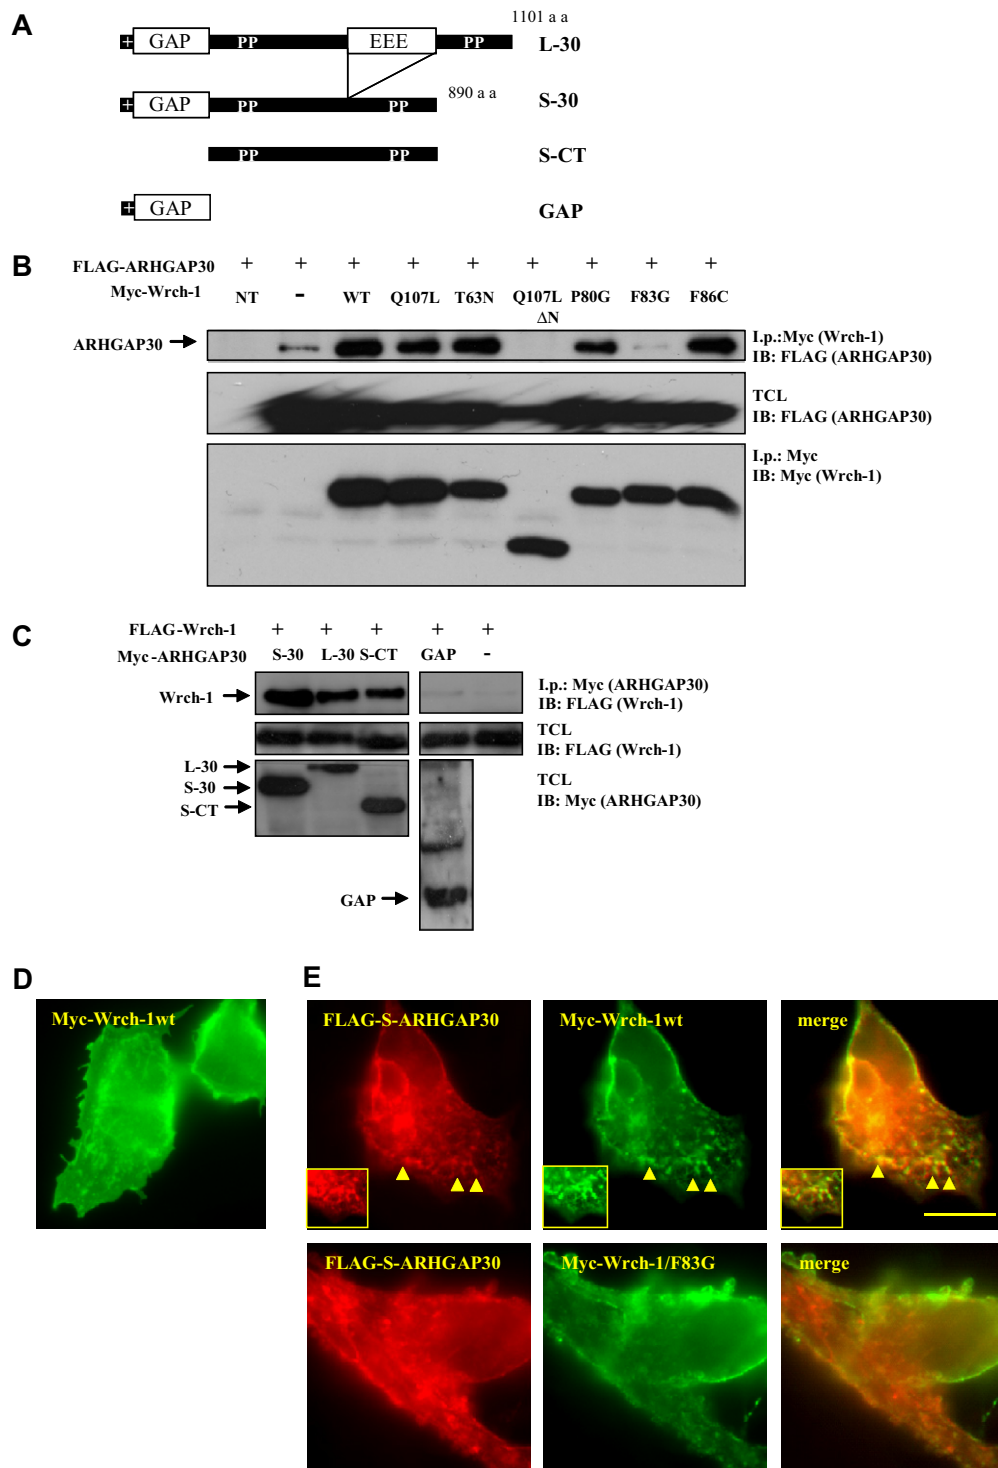 A
1101 a a
+ GAP PP EEE PP L-30
890 a a
+ GAP PP PP S-30
PP PP S-CT
+ GAP GAP
B
FLAG-ARHGAP30 + + + + + + + + +
Myc-Wrch-1 NT - WT Q107L T63N Q107L ΔN P80G F83G F86C
ARHGAP30
I.p.:Myc (Wrch-1)
IB: FLAG (ARHGAP30)
TCL
IB: FLAG (ARHGAP30)
I.p.: Myc
IB: Myc (Wrch-1)
C
FLAG-Wrch-1 + + + + +
Myc-ARHGAP30 S-30 L-30 S-CT GAP -
Wrch-1
I.p.: Myc (ARHGAP30)
IB: FLAG (Wrch-1)
TCL
IB: FLAG (Wrch-1)
L-30
S-30
S-CT
TCL
IB: Myc (ARHGAP30)
GAP
D
Myc-Wrch-1wt
E
FLAG-S-ARHGAP30 Myc-Wrch-1wt merge
FLAG-S-ARHGAP30 Myc-Wrch-1/F83G merge